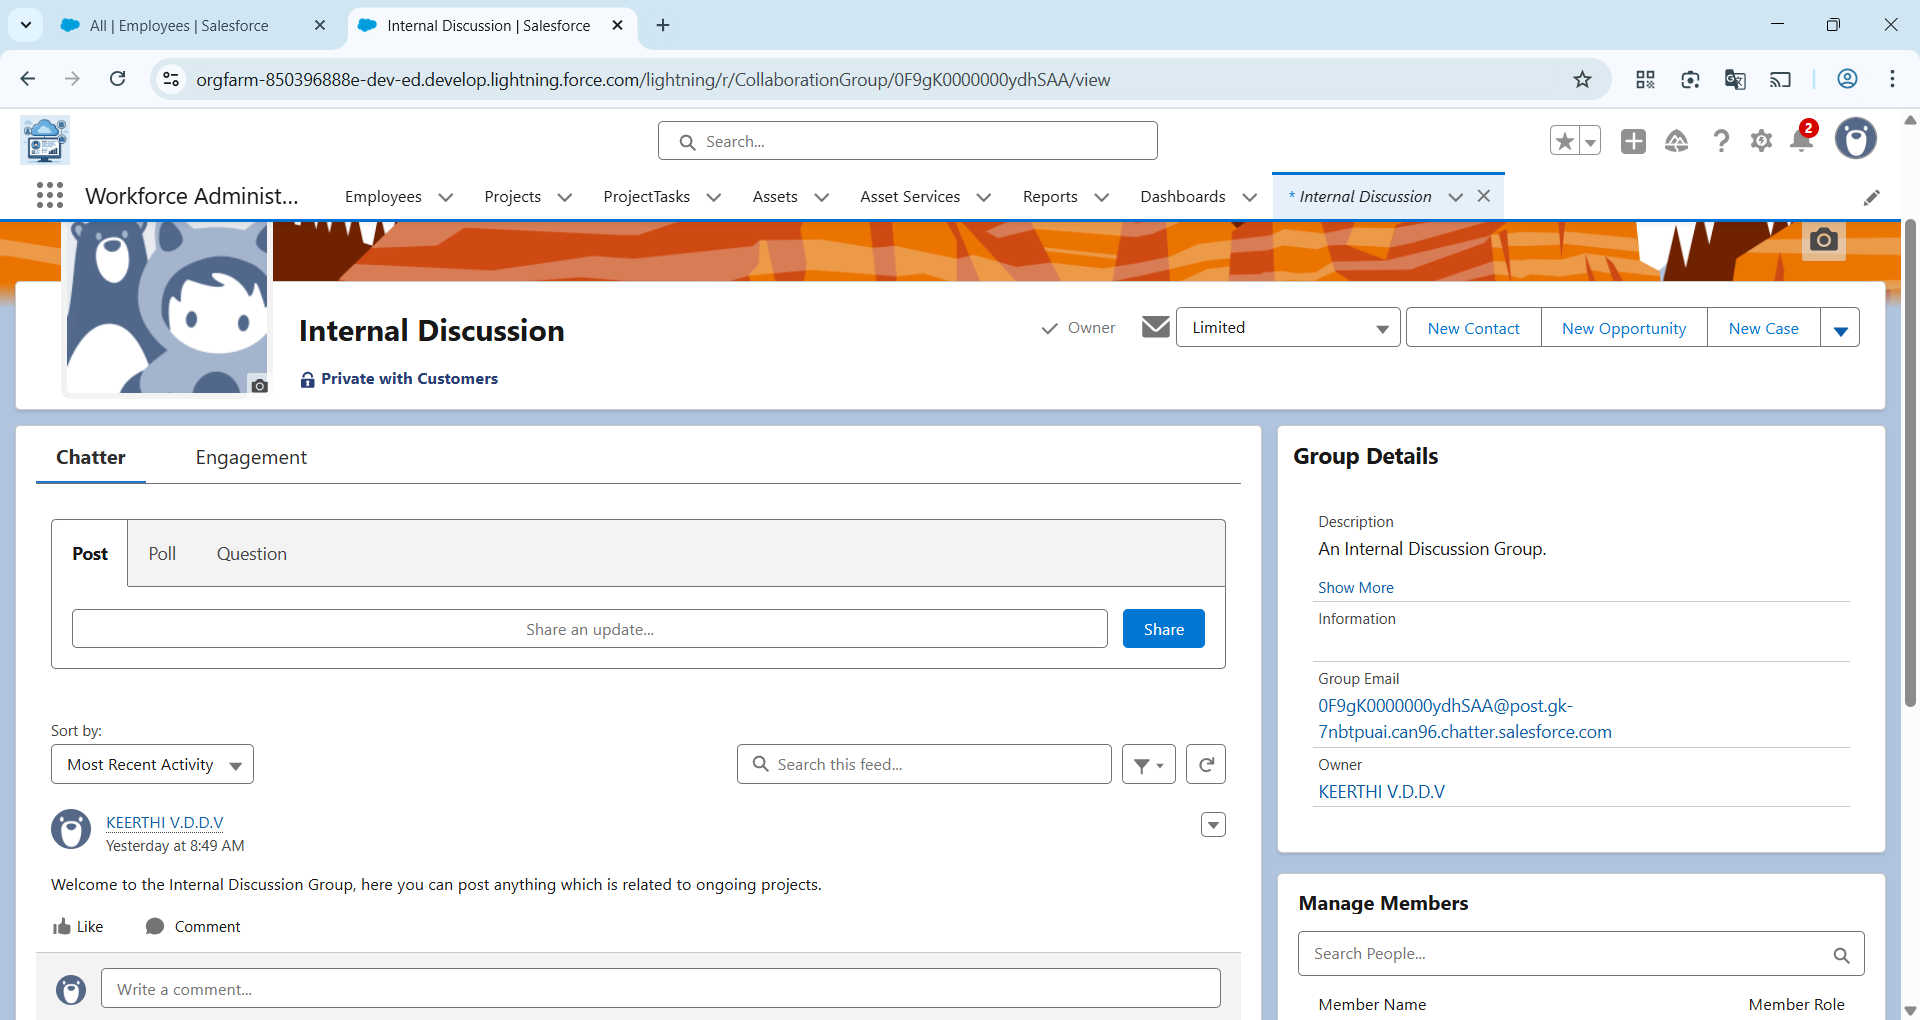 All | Employees | Salesforce
Internal Discussion | Salesforce
orgfarm-850396888e-dev-ed.develop.lightning.force.com/lightning/r/CollaborationGroup/0F9gK0000000ydhSAA/view
Search...
2
Workforce Administ...
Employees
Projects
ProjectTasks
Assets
Asset Services
Reports
Dashboards
* Internal Discussion
Internal Discussion
Private with Customers
Owner
Limited
New Contact
New Opportunity
New Case
Chatter
Engagement
Post
Poll
Question
Share an update...
Share
Sort by:
Most Recent Activity
Search this feed...
KEERTHI V.D.D.V
Yesterday at 8:49 AM
Welcome to the Internal Discussion Group, here you can post anything which is related to ongoing projects.
Like
Comment
Write a comment...
Group Details
Description
An Internal Discussion Group.
Show More
Information
Group Email
0F9gK0000000ydhSAA@post.gk-
7nbtpuai.can96.chatter.salesforce.com
Owner
KEERTHI V.D.D.V
Manage Members
Search People...
Member Name
Member Role